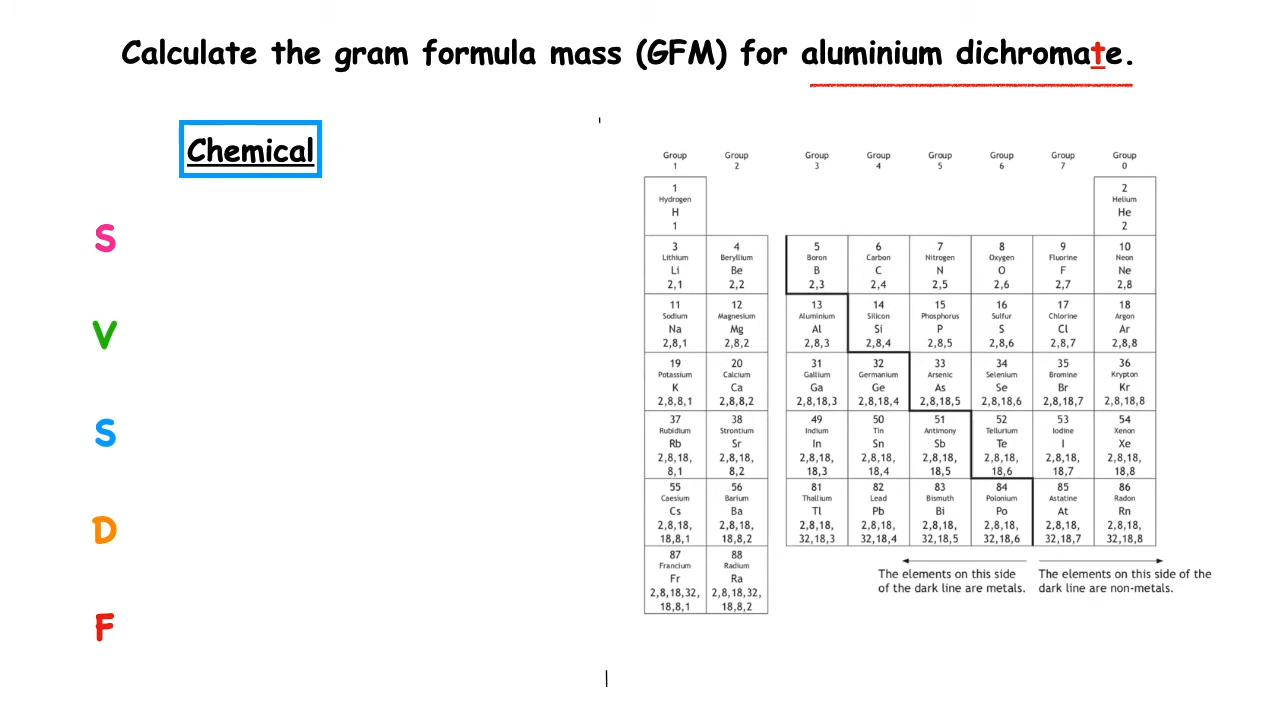 Calculate the gram formula mass (GFM) for aluminium dichromate.
Chemical
S
V
S
D
F
Group Group Group Group Group Group Group Group
1 2 3 4 5 6 7 0
1 2
Hydrogen Helium
H He
1 2
3 4 5 6 7 8 9 10
Lithium Beryllium Boron Carbon Nitrogen Oxygen Fluorine Neon
Li Be B C N O F Ne
2,1 2,2 2,3 2,4 2,5 2,6 2,7 2,8
11 12 13 14 15 16 17 18
Sodium Magnesium Aluminium Silicon Phosphorus Sulfur Chlorine Argon
Na Mg Al Si P S Cl Ar
2,8,1 2,8,2 2,8,3 2,8,4 2,8,5 2,8,6 2,8,7 2,8,8
19 20 31 32 33 34 35 36
Potassium Calcium Gallium Germanium Arsenic Selenium Bromine Krypton
K Ca Ga Ge As Se Br Kr
2,8,8,1 2,8,8,2 2,8,18,3 2,8,18,4 2,8,18,5 2,8,18,6 2,8,18,7 2,8,18,8
37 38 49 50 51 52 53 54
Rubidium Strontium Indium Tin Antimony Tellurium Iodine Xenon
Rb Sr In Sn Sb Te I Xe
2,8,18, 2,8,18, 2,8,18, 2,8,18, 2,8,18, 2,8,18, 2,8,18, 2,8,18,
8,1 8,2 18,3 18,4 18,5 18,6 18,7 18,8
55 56 81 82 83 84 85 86
Caesium Barium Thallium Lead Bismuth Polonium Astatine Radon
Cs Ba Tl Pb Bi Po At Rn
2,8,18, 2,8,18, 2,8,18, 2,8,18, 2,8,18, 2,8,18, 2,8,18, 2,8,18,
18,8,1 18,8,2 32,18,3 32,18,4 32,18,5 32,18,6 32,18,7 32,18,8
87 88
Francium Radium
Fr Ra
2,8,18,32, 2,8,18,32,
18,8,1 18,8,2
The elements on this side
of the dark line are metals.
The elements on this side of the
dark line are non-metals.